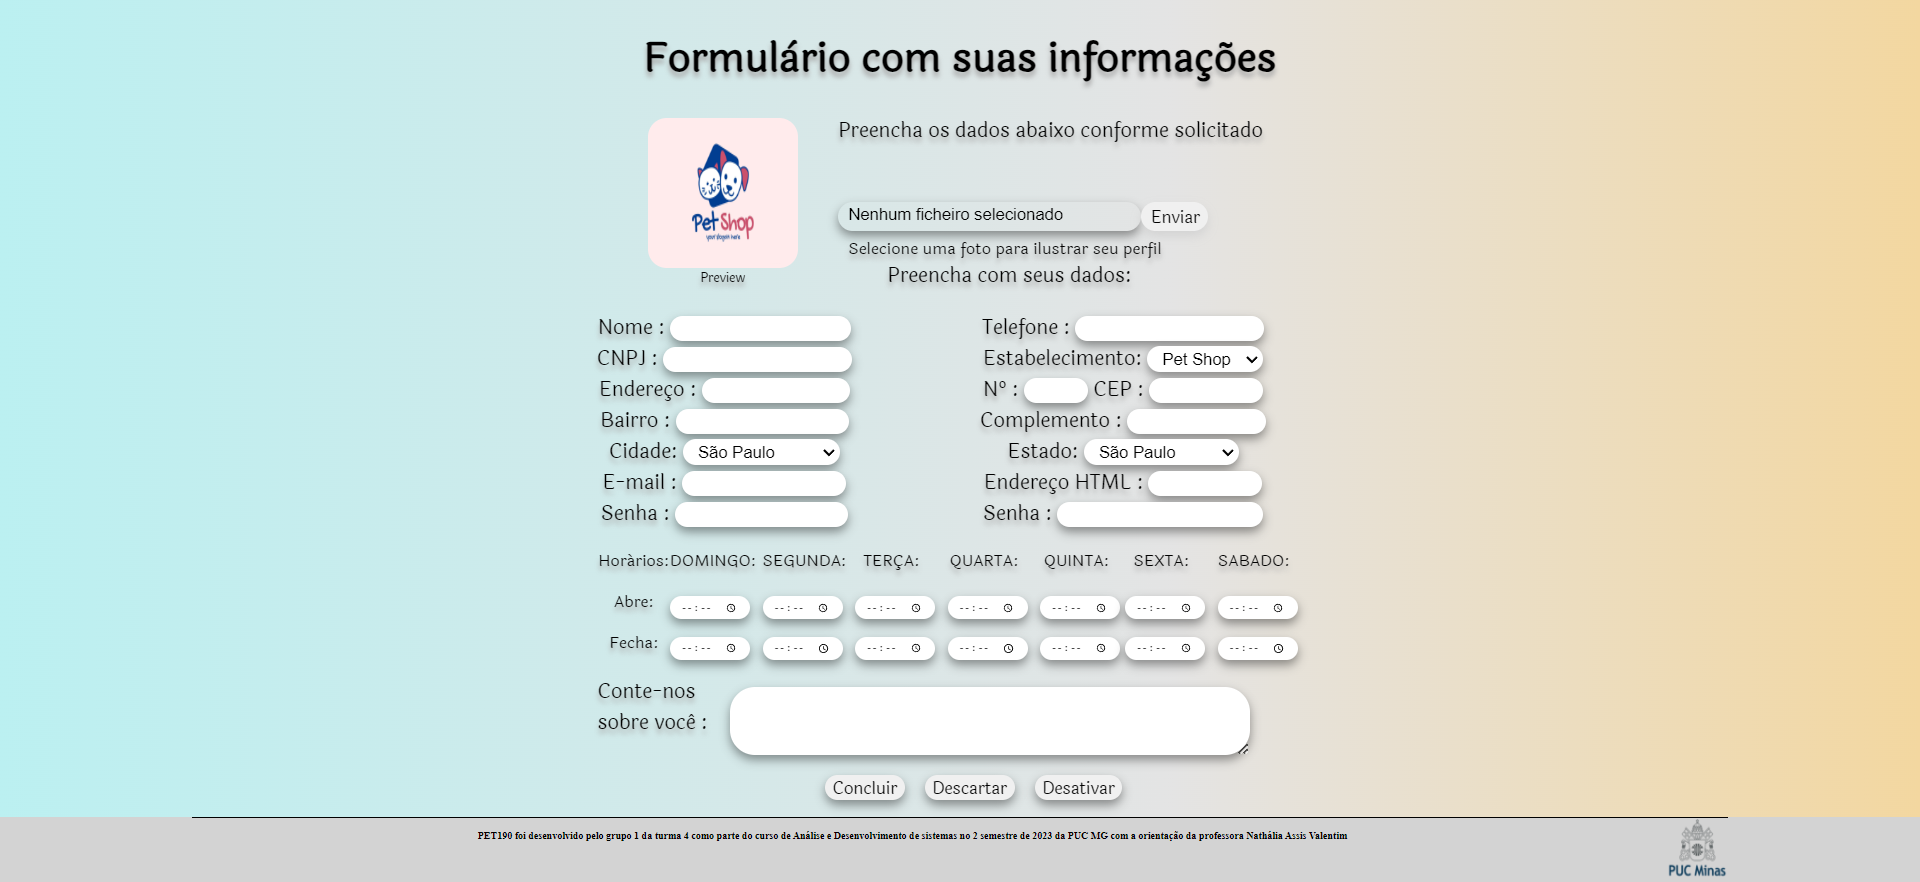 Formulário com suas informações
Preencha os dados abaixo conforme solicitado
Pet Shop
your slogan here
Preview
Nenhum ficheiro selecionado Enviar
Selecione uma foto para ilustrar seu perfil
Preencha com seus dados:
Nome : Telefone :
CNPJ : Estabelecimento: Pet Shop
Endereço : Nº : CEP :
Bairro : Complemento :
Cidade: São Paulo Estado: São Paulo
E-mail : Endereço HTML :
Senha : Senha :
Horàrios: DOMINGO: SEGUNDA: TERÇA: QUARTA: QUINTA: SEXTA: SABADO:
Abre: --:-- --:-- --:-- --:-- --:-- --:-- --:--
Fecha: --:-- --:-- --:-- --:-- --:-- --:-- --:--
Conte-nos
sobre você :
Concluir Descartar Desativar
PET190 foi desenvolvido pelo grupo 1 da turma 4 como parte do curso de Análise e Desenvolvimento de sistemas no 2 semestre de 2023 da PUC MG com a orientação da professora Nathália Assis Valentim
PUC Minas